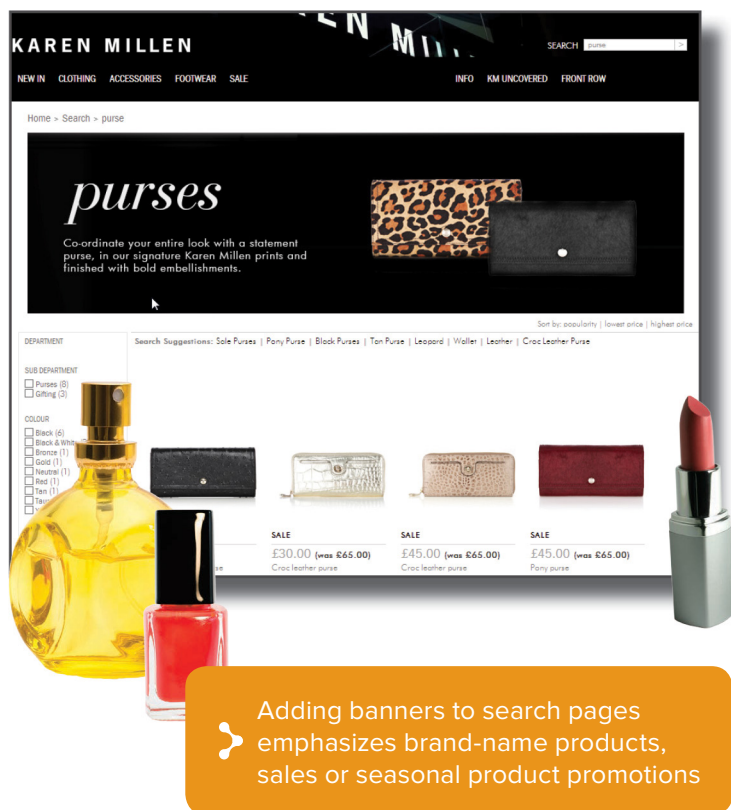 KAREN MILLEN
SEARCH purse >
NEW IN CLOTHING ACCESSORIES FOOTWEAR SALE INFO KM UNCOVERED FRONT ROW
Home > Search > purse
purses
Co-ordinate your entire look with a statement
purse, in our signature Karen Millen prints and
finished with bold embellishments.
Sort by: popularity | lowest price | highest price
DEPARTMENT
Search Suggestions: Sale Purses | Pony Purse | Black Purses | Tan Purse | Leopard | Wallet | Leather | Croc Leather Purse
SUB DEPARTMENT
Purses (8)
Gifting (3)
COLOUR
Black (6)
Black & White
Bronze (1)
Gold (1)
Neutral (1)
Red (1)
Tan (1)
SALE SALE SALE
£30.00 (was £65.00) £45.00 (was £65.00) £45.00 (was £65.00)
Croc leather purse Croc leather purse Pony purse
Adding banners to search pages
emphasizes brand-name products,
sales or seasonal product promotions